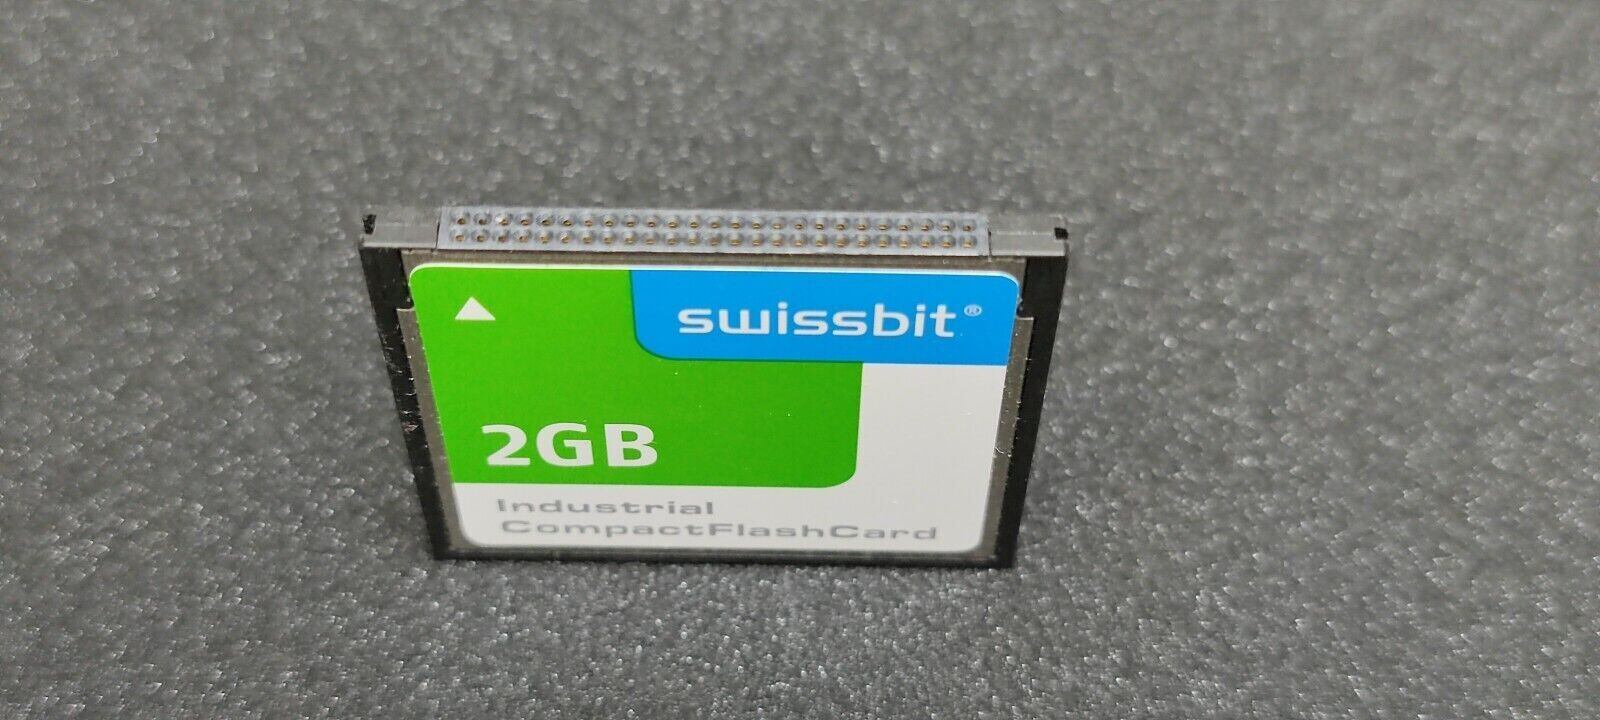 swissbit®
2GB
Industrial
CompactFlashCard